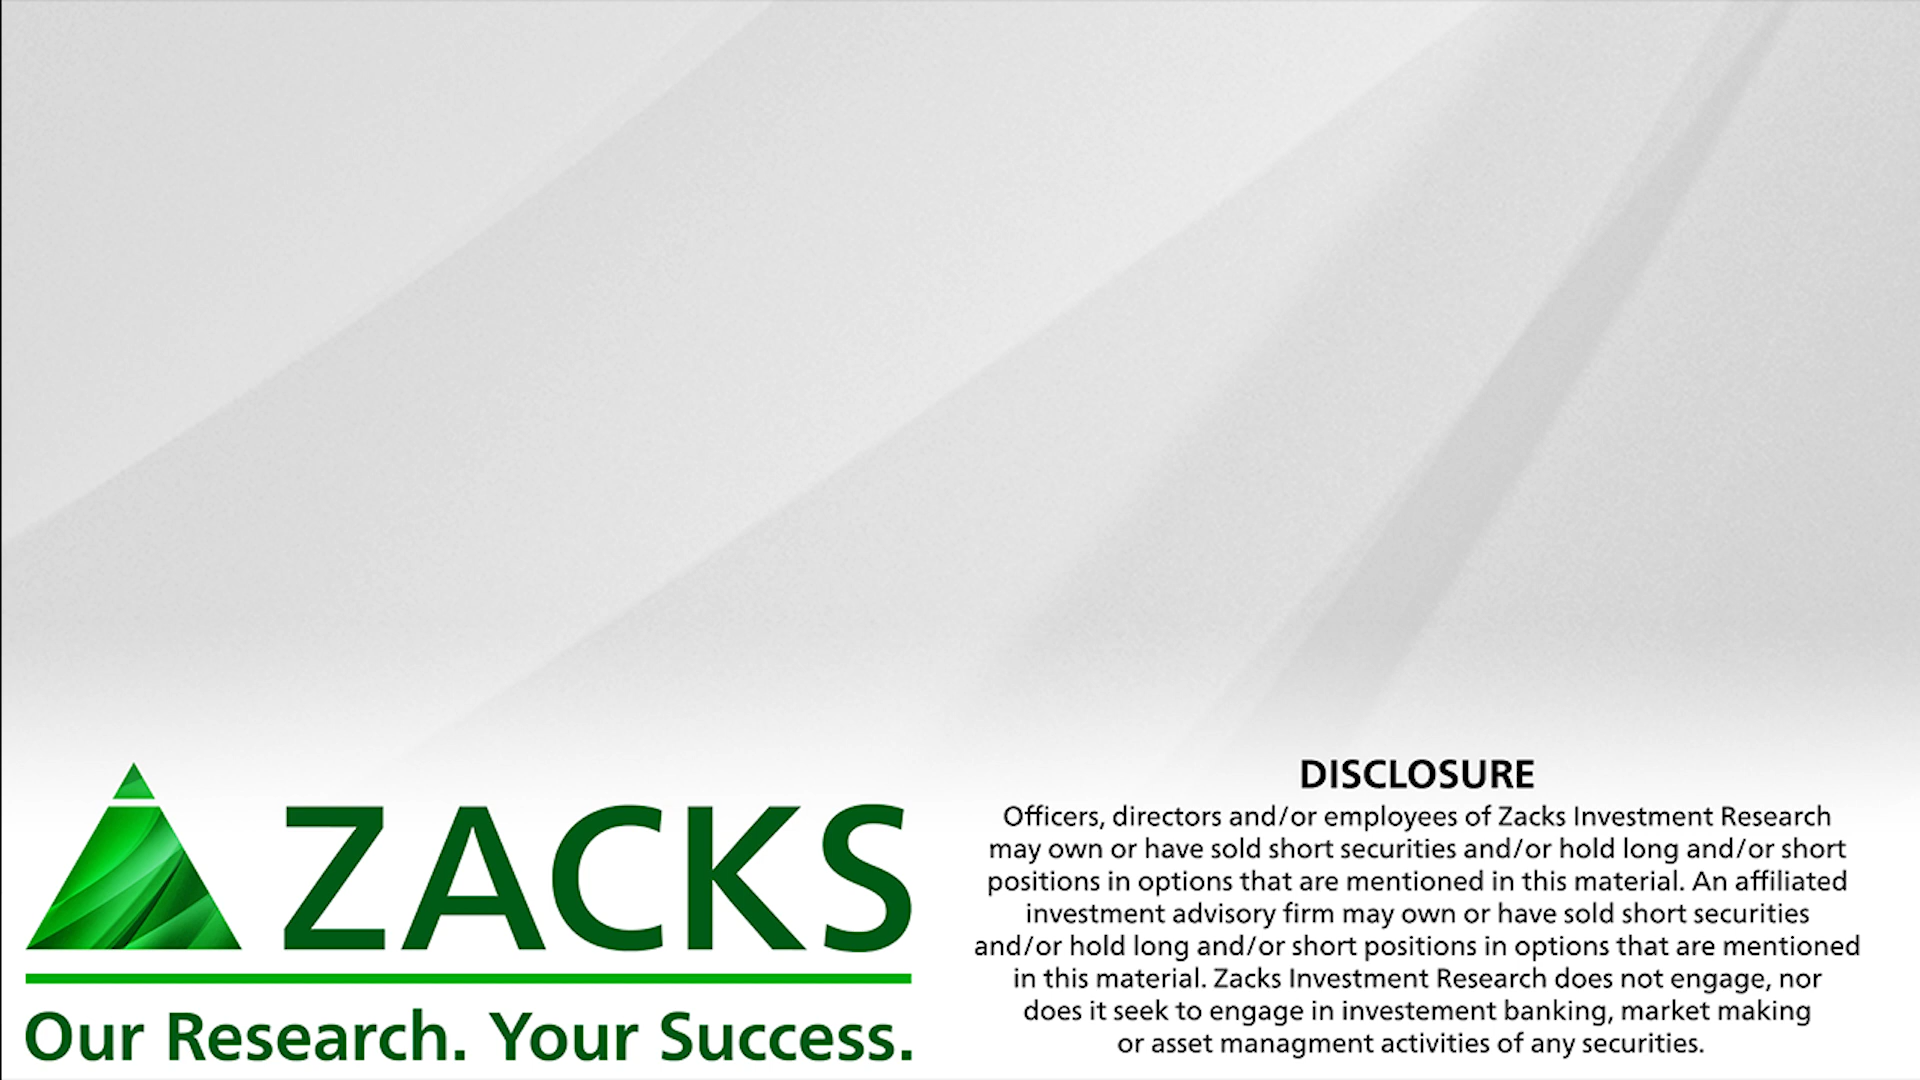 ZACKS
Our Research. Your Success.
DISCLOSURE
Officers, directors and/or employees of Zacks Investment Research
may own or have sold short securities and/or hold long and/or short
positions in options that are mentioned in this material. An affiliated
investment advisory firm may own or have sold short securities
and/or hold long and/or short positions in options that are mentioned
in this material. Zacks Investment Research does not engage, nor
does it seek to engage in investement banking, market making
or asset managment activities of any securities.